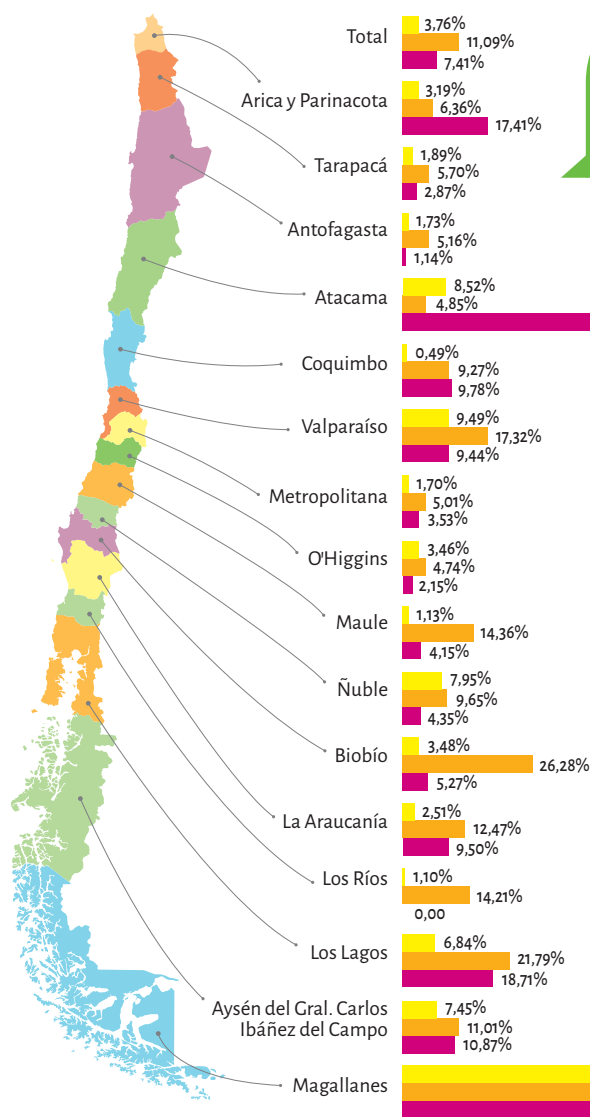 Total
3,76%
11,09%
7,41%
Arica y Parinacota
3,19%
6,36%
17,41%
Tarapacá
1,89%
5,70%
2,87%
Antofagasta
1,73%
5,16%
1,14%
Atacama
8,52%
4,85%
Coquimbo
0,49%
9,27%
9,78%
Valparaíso
9,49%
17,32%
9,44%
Metropolitana
1,70%
5,01%
3,53%
O'Higgins
3,46%
4,74%
2,15%
Maule
1,13%
14,36%
4,15%
Ñuble
7,95%
9,65%
4,35%
Biobío
3,48%
26,28%
5,27%
La Araucanía
2,51%
12,47%
9,50%
Los Ríos
1,10%
14,21%
0,00
Los Lagos
6,84%
21,79%
18,71%
Aysén del Gral. Carlos
Ibáñez del Campo
7,45%
11,01%
10,87%
Magallanes